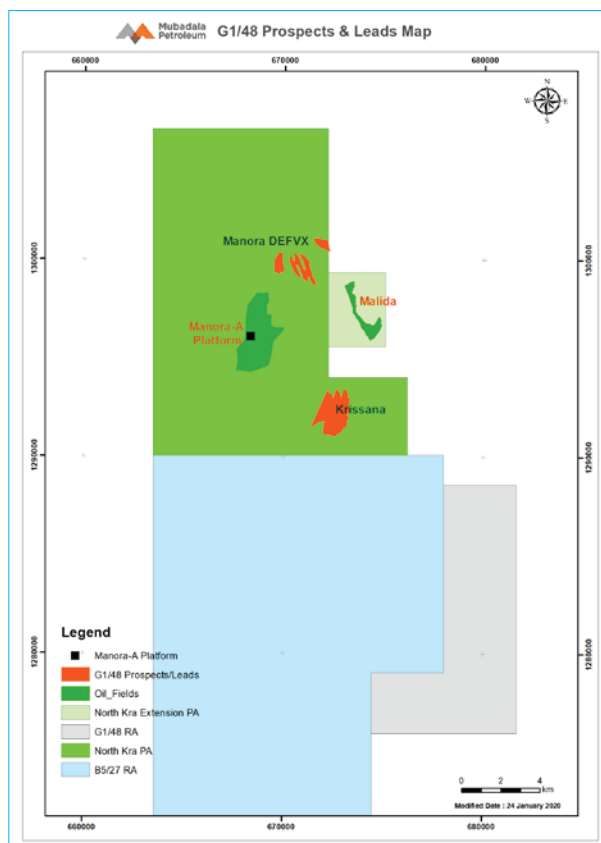 Mubadala
Petroleum
G1/48 Prospects & Leads Map
660000
670000
680000
N
W
E
S
1300000
1300000
Manora DEFVX
Malida
Manora-A
Platform
Krissana
1290000
1290000
Legend
Manora-A Platform
G1/48 Prospects/Leads
Oil_Fields
North Kra Extension PA
G1/48 RA
North Kra PA
B5/27 RA
1280000
1280000
0 2 4
km
Modified Date : 24 January 2020
660000
670000
680000